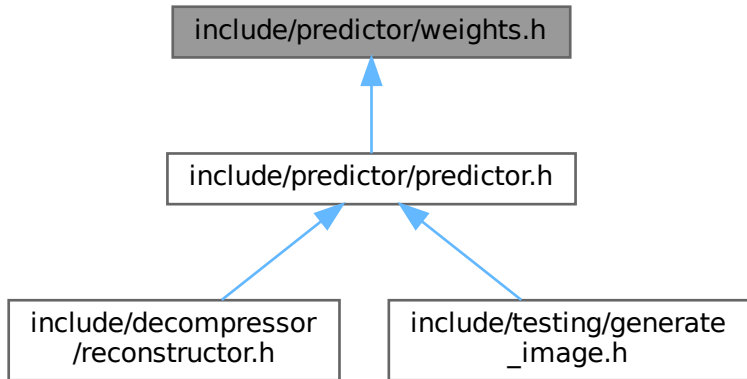 include/predictor/weights.h
include/predictor/predictor.h
include/decompressor
/reconstructor.h
include/testing/generate
_image.h